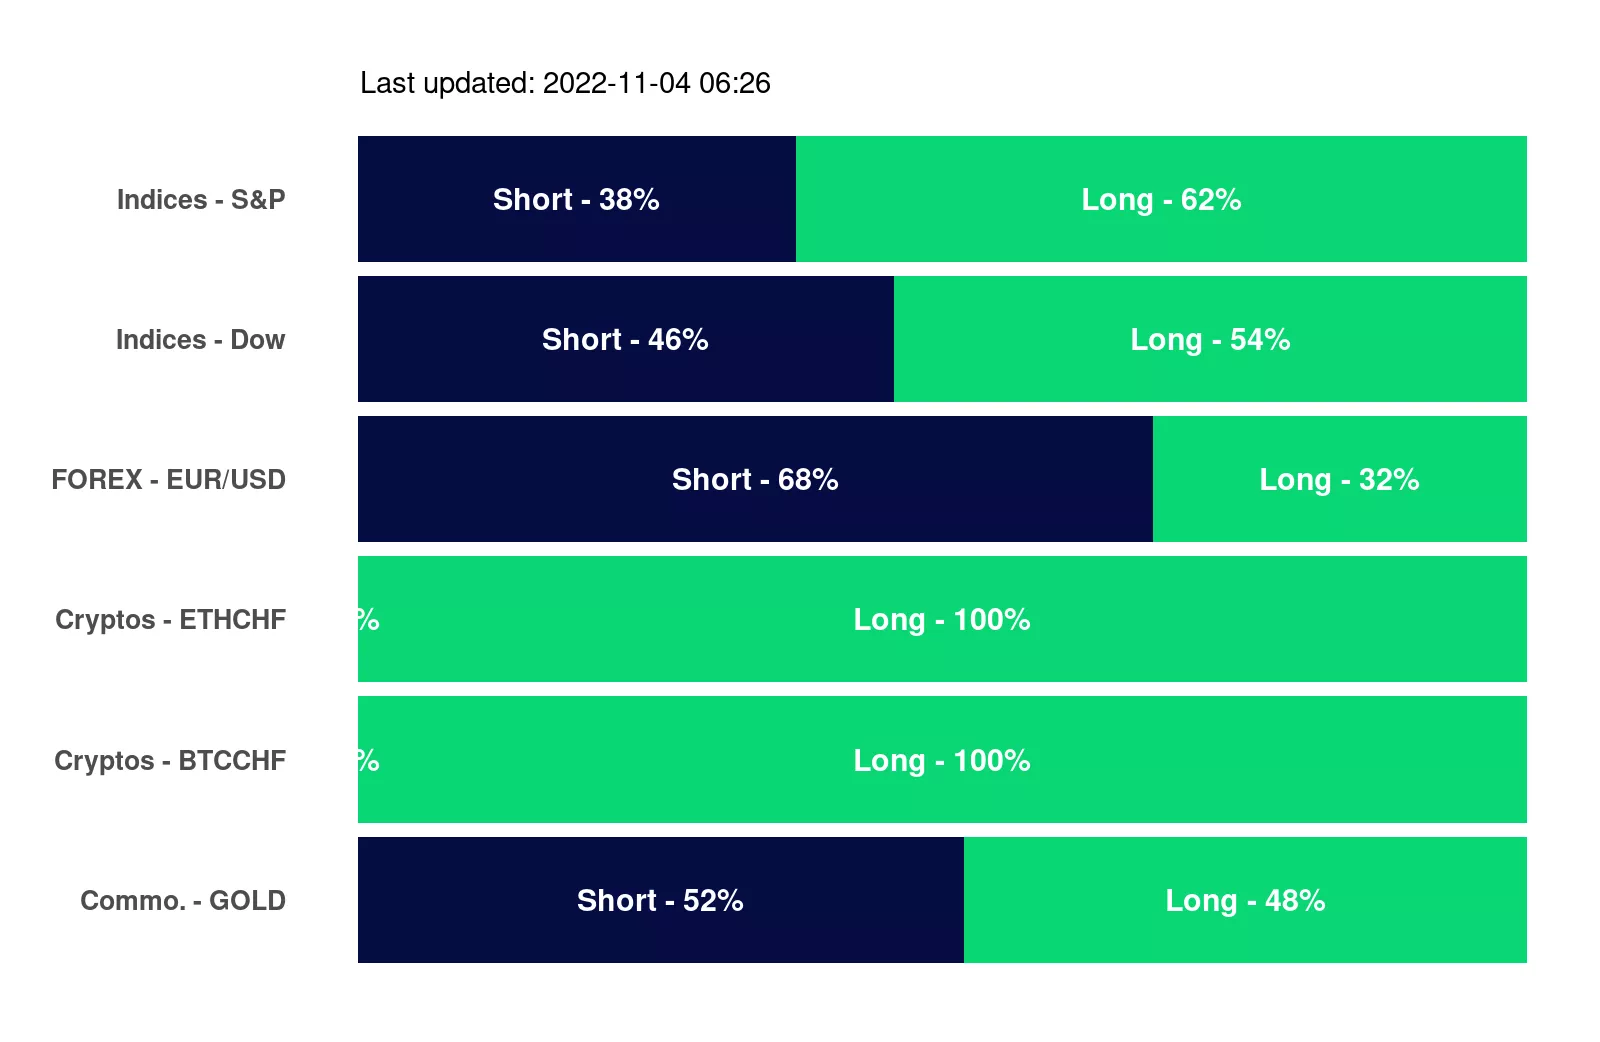 Last updated: 2022-11-04 06:26
Indices - S&P Short - 38% Long - 62%
Indices - Dow Short - 46% Long - 54%
FOREX - EUR/USD Short - 68% Long - 32%
Cryptos - ETHCHF % Long - 100%
Cryptos - BTCCHF % Long - 100%
Commo. - GOLD Short - 52% Long - 48%